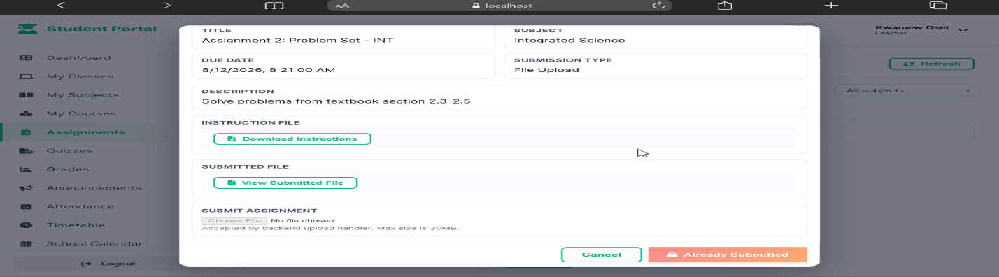 AA localhost
Student Portal
Kwamew Osei
Learner
Dashboard
My Classes
My Subjects
My Courses
Assignments
Quizzes
Grades
Announcements
Attendance
Timetable
School Calendar
Logout
Refresh
All subjects
TITLE
Assignment 2: Problem Set - INT
SUBJECT
Integrated Science
DUE DATE
8/12/2026, 8:21:00 AM
SUBMISSION TYPE
File Upload
DESCRIPTION
Solve problems from textbook section 2.3-2.5
INSTRUCTION FILE
Download Instructions
SUBMITTED FILE
View Submitted File
SUBMIT ASSIGNMENT
Choose File No file chosen
Accepted by backend upload handler. Max size is 30MB.
Cancel
Already Submitted